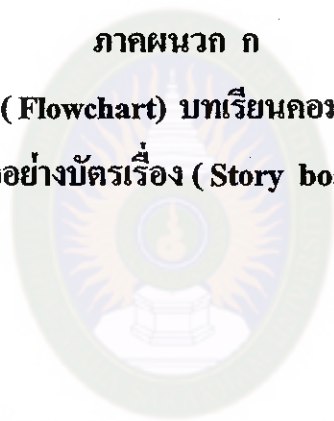 ภาคผนวก ก
( Flowchart) บทเรียนคอม
อย่างบัตรเรื่อง ( Story bo